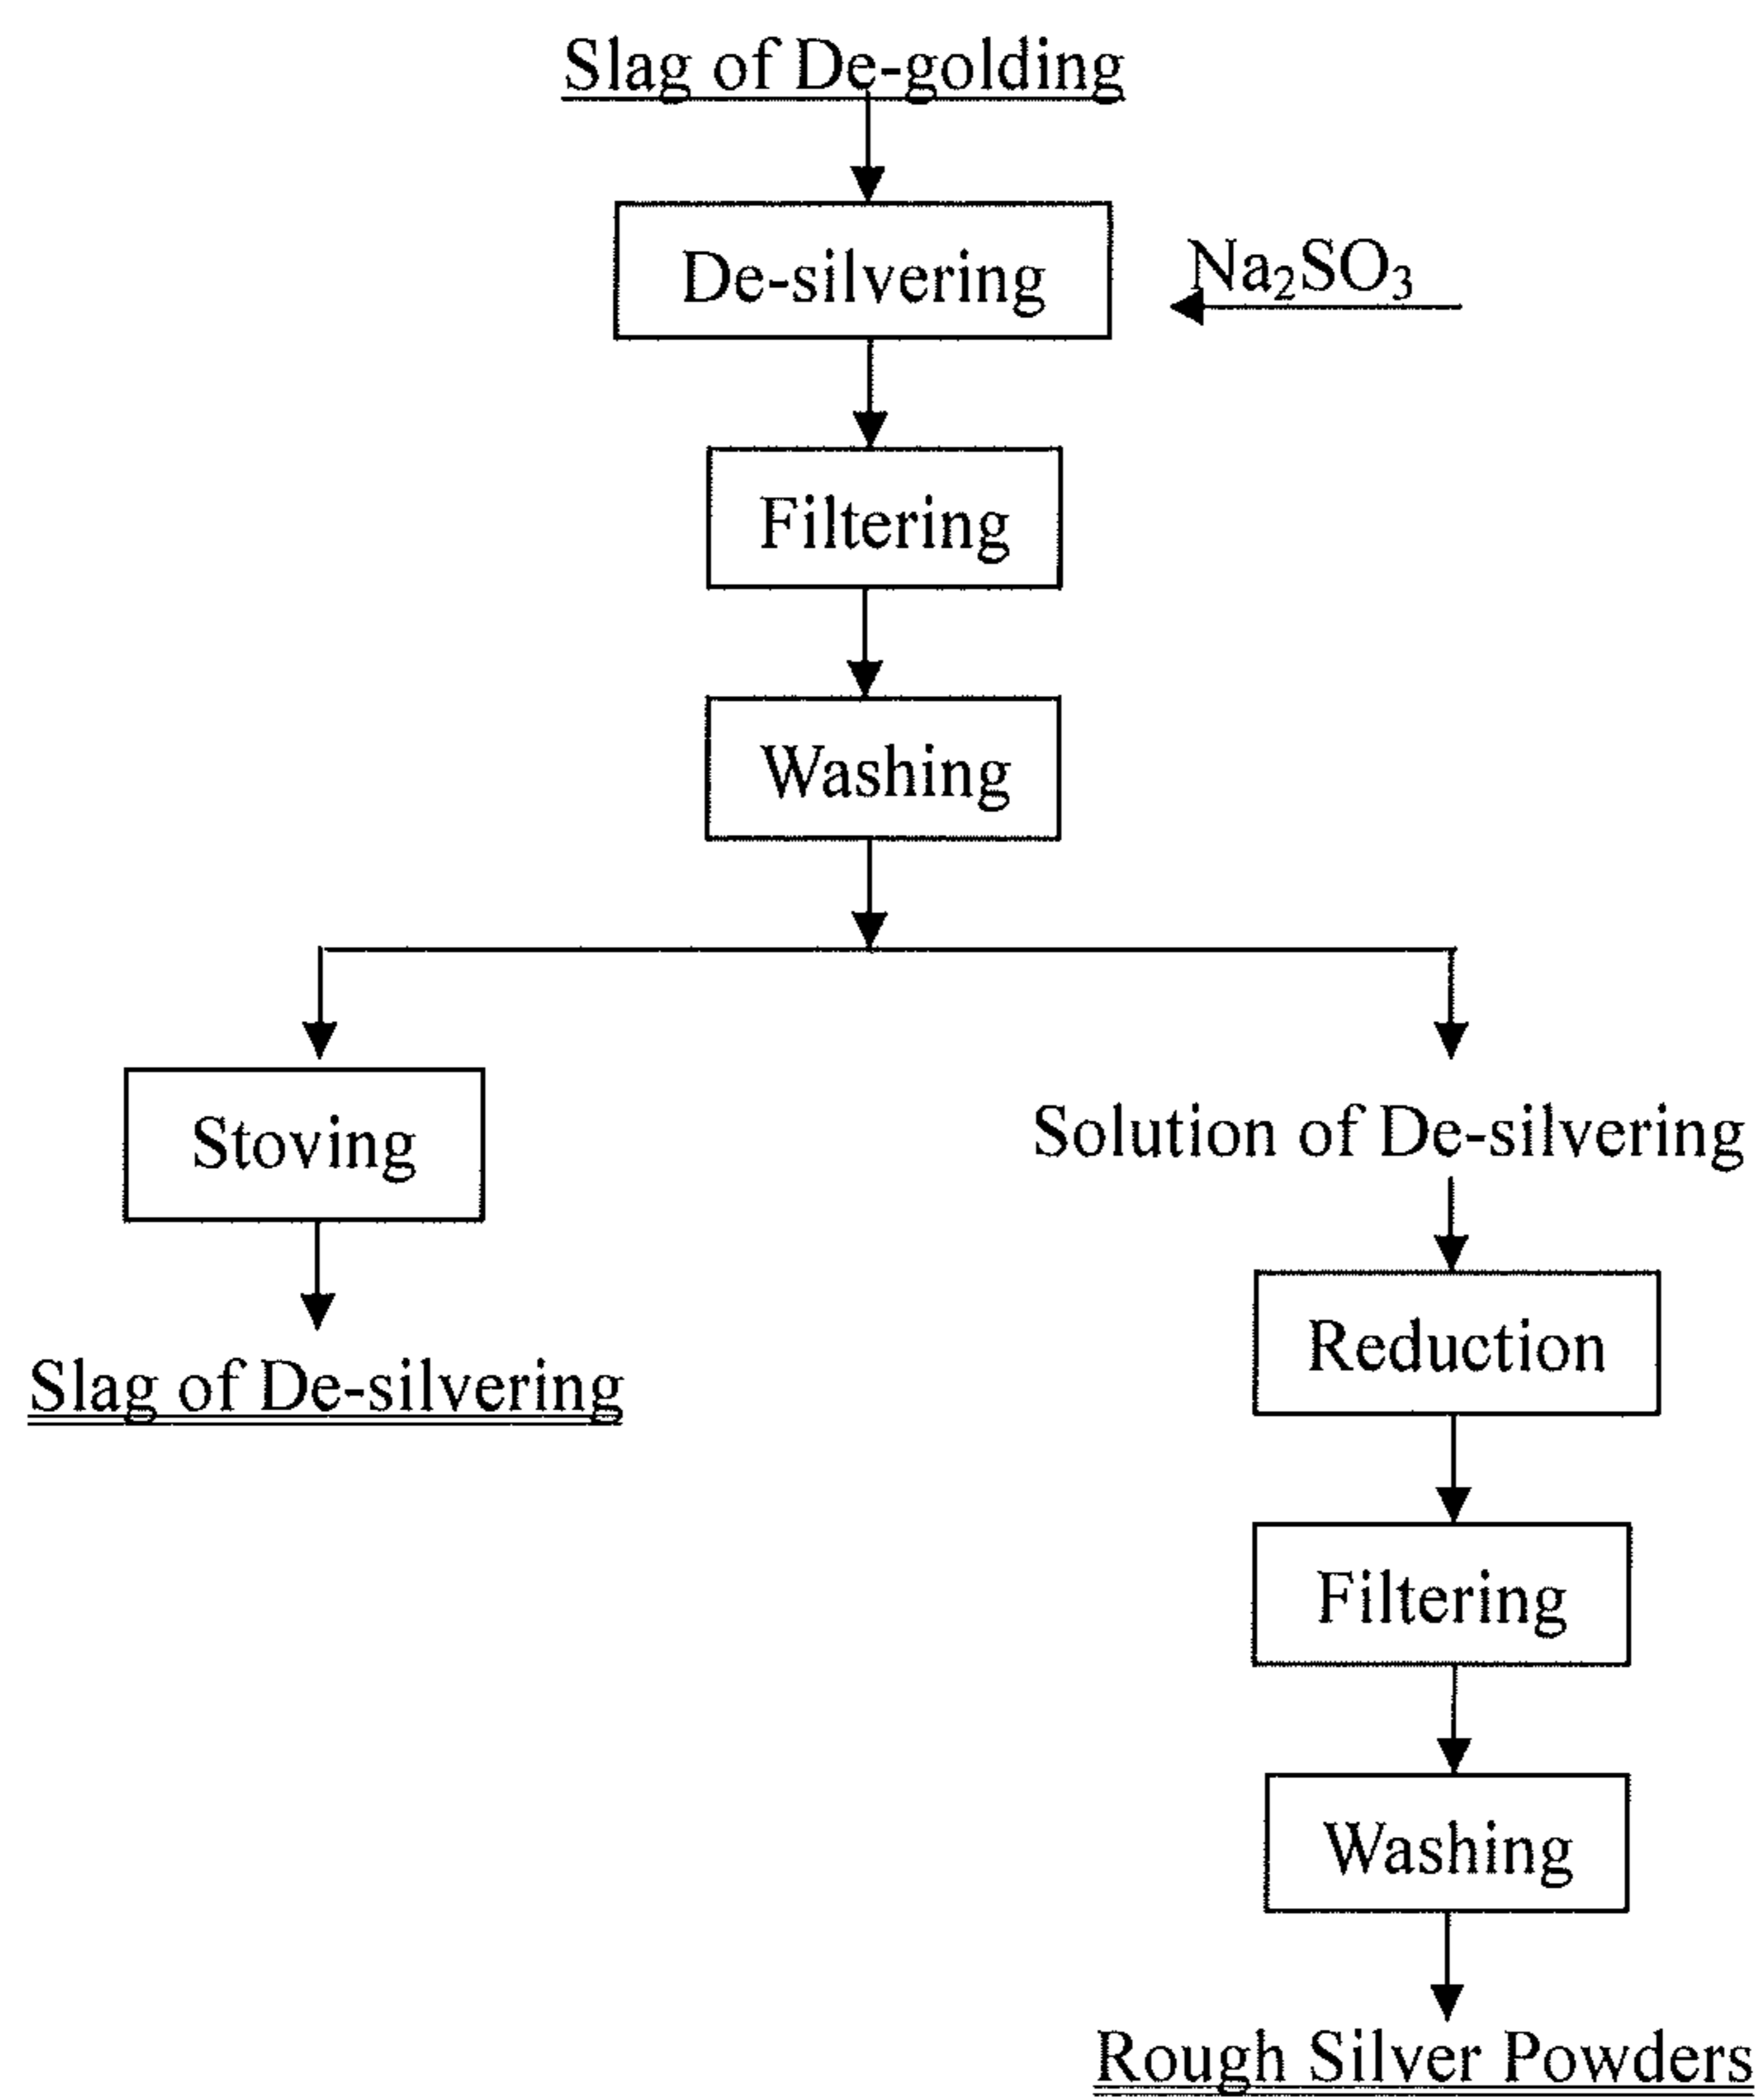 Slag of De-golding
De-silvering
Na₂SO₃
Filtering
Washing
Stoving
Solution of De-silvering
Slag of De-silvering
Reduction
Filtering
Washing
Rough Silver Powders